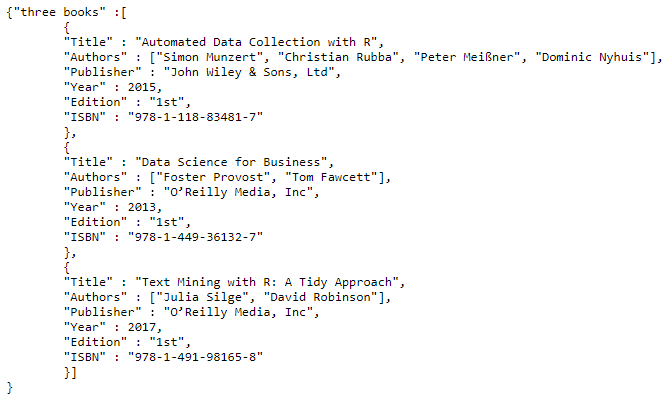 {"three books" :[
{
"Title" : "Automated Data Collection with R",
"Authors" : ["Simon Munzert", "Christian Rubba", "Peter Meißner", "Dominic Nyhuis"],
"Publisher" : "John Wiley & Sons, Ltd",
"Year" : 2015,
"Edition" : "1st",
"ISBN" : "978-1-118-83481-7"
},
{
"Title" : "Data Science for Business",
"Authors" : ["Foster Provost", "Tom Fawcett"],
"Publisher" : "O’Reilly Media, Inc",
"Year" : 2013,
"Edition" : "1st",
"ISBN" : "978-1-449-36132-7"
},
{
"Title" : "Text Mining with R: A Tidy Approach",
"Authors" : ["Julia Silge", "David Robinson"],
"Publisher" : "O’Reilly Media, Inc",
"Year" : 2017,
"Edition" : "1st",
"ISBN" : "978-1-491-98165-8"
}]
}